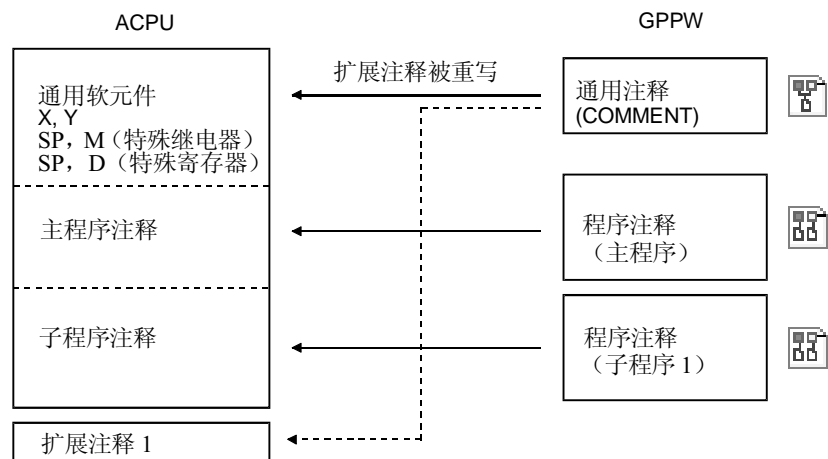 ACPU
GPPW
扩展注释被重写
通用软元件
X, Y
SP，M（特殊继电器）
SP，D（特殊寄存器）
通用注释
(COMMENT)
主程序注释
程序注释
（主程序）
子程序注释
程序注释
（子程序 1）
扩展注释 1